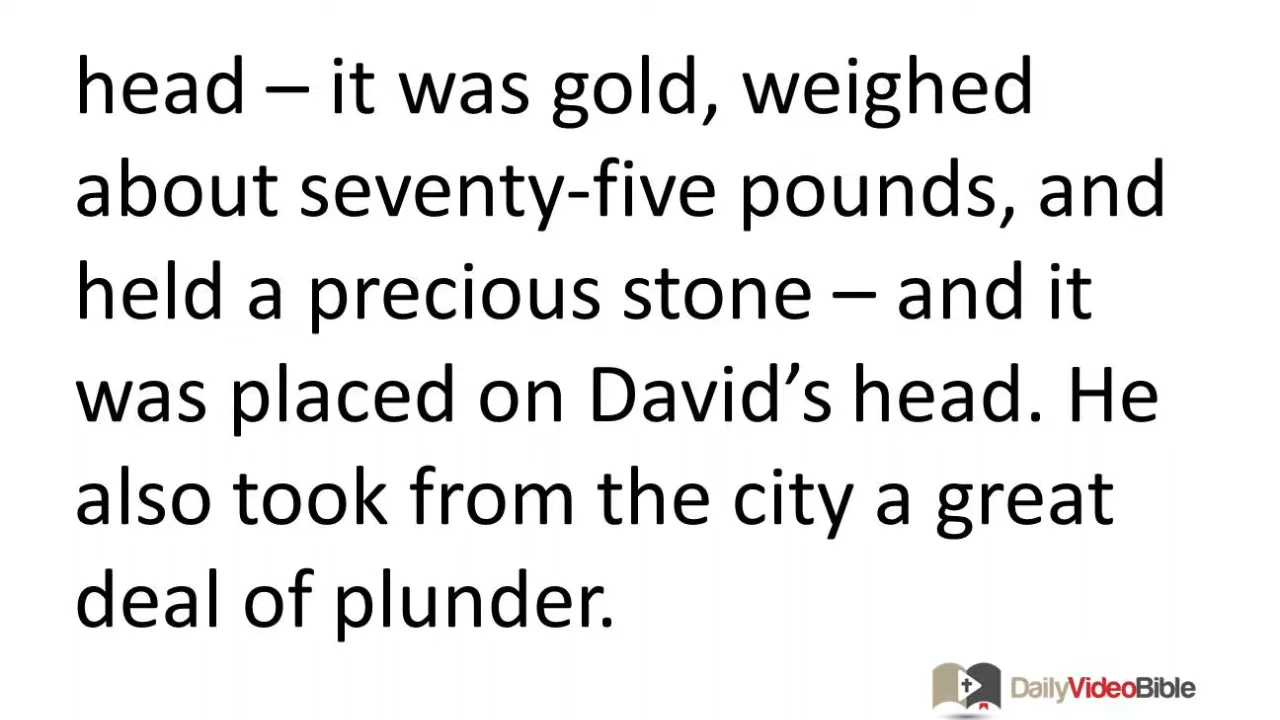 head – it was gold, weighed
about seventy-five pounds, and
held a precious stone – and it
was placed on David’s head. He
also took from the city a great
deal of plunder.
DailyVideoBible